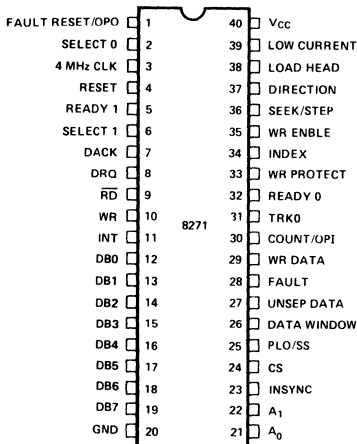 FAULT RESET/OPO 1 40 VCC
SELECT 0 2 39 LOW CURRENT
4 MHz CLK 3 38 LOAD HEAD
RESET 4 37 DIRECTION
READY 1 5 36 SEEK/STEP
SELECT 1 6 35 WR ENBLE
DACK 7 34 INDEX
DRQ 8 33 WR PROTECT
RD 9 32 READY 0
WR 10 31 TRK0
8271
INT 11 30 COUNT/OPI
DB0 12 29 WR DATA
DB1 13 28 FAULT
DB2 14 27 UNSEP DATA
DB3 15 26 DATA WINDOW
DB4 16 25 PLO/SS
DB5 17 24 CS
DB6 18 23 INSYNC
DB7 19 22 A1
GND 20 21 A0